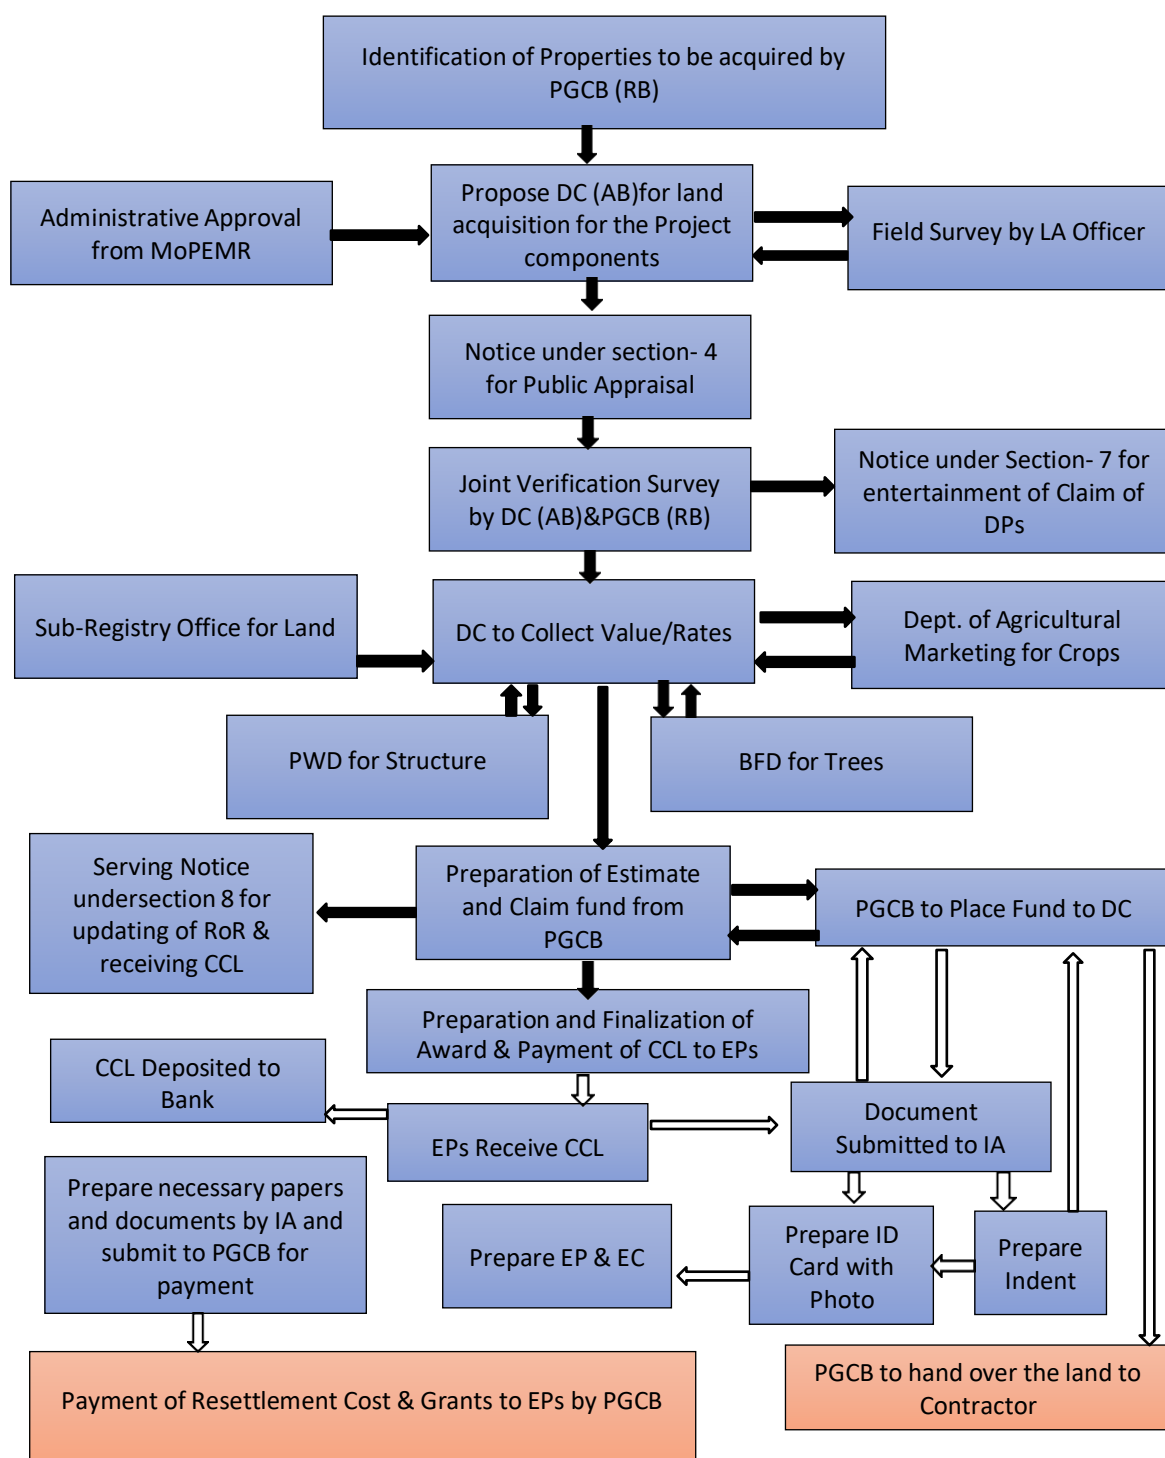 Identification of Properties to be acquired by
PGCB (RB)
Administrative Approval
from MoPEMR
Propose DC (AB)for land
acquisition for the Project
components
Field Survey by LA Officer
Notice under section- 4
for Public Appraisal
Joint Verification Survey
by DC (AB)&PGCB (RB)
Notice under Section- 7 for
entertainment of Claim of
DPs
Sub-Registry Office for Land
DC to Collect Value/Rates
Dept. of Agricultural
Marketing for Crops
PWD for Structure
BFD for Trees
Serving Notice
undersection 8 for
updating of RoR &
receiving CCL
Preparation of Estimate
and Claim fund from
PGCB
PGCB to Place Fund to DC
Preparation and Finalization of
Award & Payment of CCL to EPs
CCL Deposited to
Bank
EPs Receive CCL
Document
Submitted to IA
Prepare necessary papers
and documents by IA and
submit to PGCB for
payment
Prepare EP & EC
Prepare ID
Card with
Photo
Prepare
Indent
Payment of Resettlement Cost & Grants to EPs by PGCB
PGCB to hand over the land to
Contractor